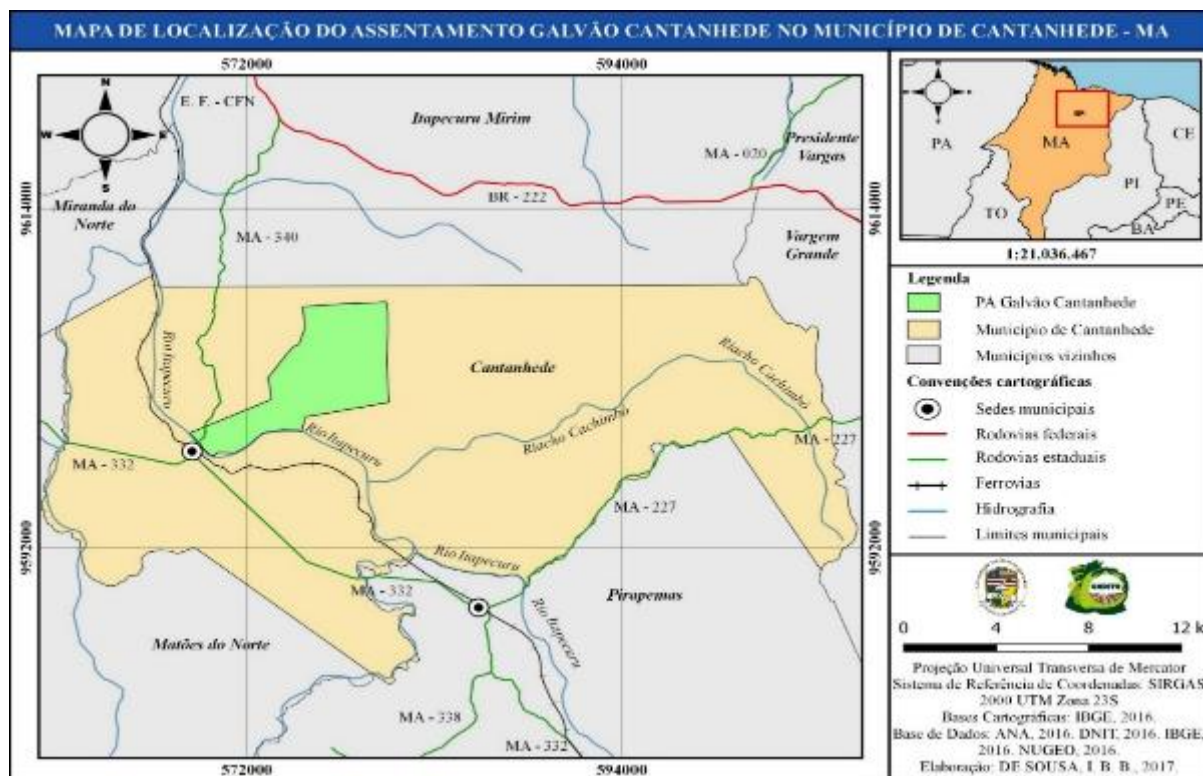 MAPA DE LOCALIZAÇÃO DO ASSENTAMENTO GALVÃO CANTANHEDE NO MUNICÍPIO DE CANTANHEDE - MA
572000
594000
N
W
E
S
E. F. - CFN
Itapecuru Mirim
MA - 020
Presidente
Vargas
Miranda do
Norte
BR - 222
9614000
9614000
MA - 340
Vargem
Grande
Rio Itapecuru
Cantanhede
Riacho Cachimbo
Rio Itapecuru
Riacho Cachimbo
MA - 332
MA - 227
MA - 227
9592000
9592000
Rio Itapecuru
MA - 332
Pirapemas
Rio Itapecuru
Matões do Norte
MA - 338
MA - 332
572000
594000
PA
MA
CE
PI
TO
PE
BA
1:21.036.467
Legenda
PA Galvão Cantanhede
Município de Cantanhede
Municípios vizinhos
Convenções cartográficas
Sedes municipais
Rodovias federais
Rodovias estaduais
Ferrovias
Hidrografia
Limites municipais
0 4 8 12 k
Projeção Universal Transversa de Mercator
Sistema de Referência de Coordenadas: SIRGAS
2000 UTM Zona 23S
Bases Cartográficas: IBGE, 2016.
Base de Dados: ANA, 2016. DNIT, 2016. IBGE,
2016. NUGEO, 2016.
Elaboração: DE SOUSA, I. B. B., 2017.